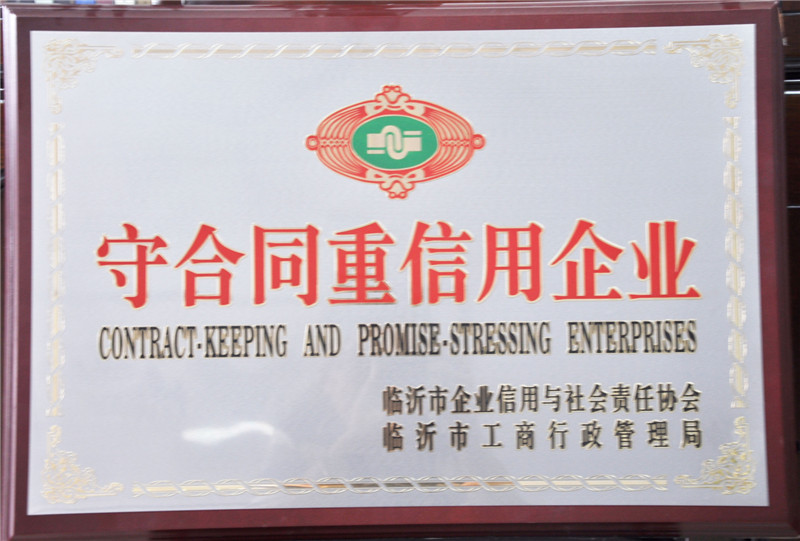 守合同重信用企业
CONTRACT-KEEPING AND PROMISE-STRESSING ENTERPRISES
临沂市企业信用与社会责任协会
临沂市工商行政管理局